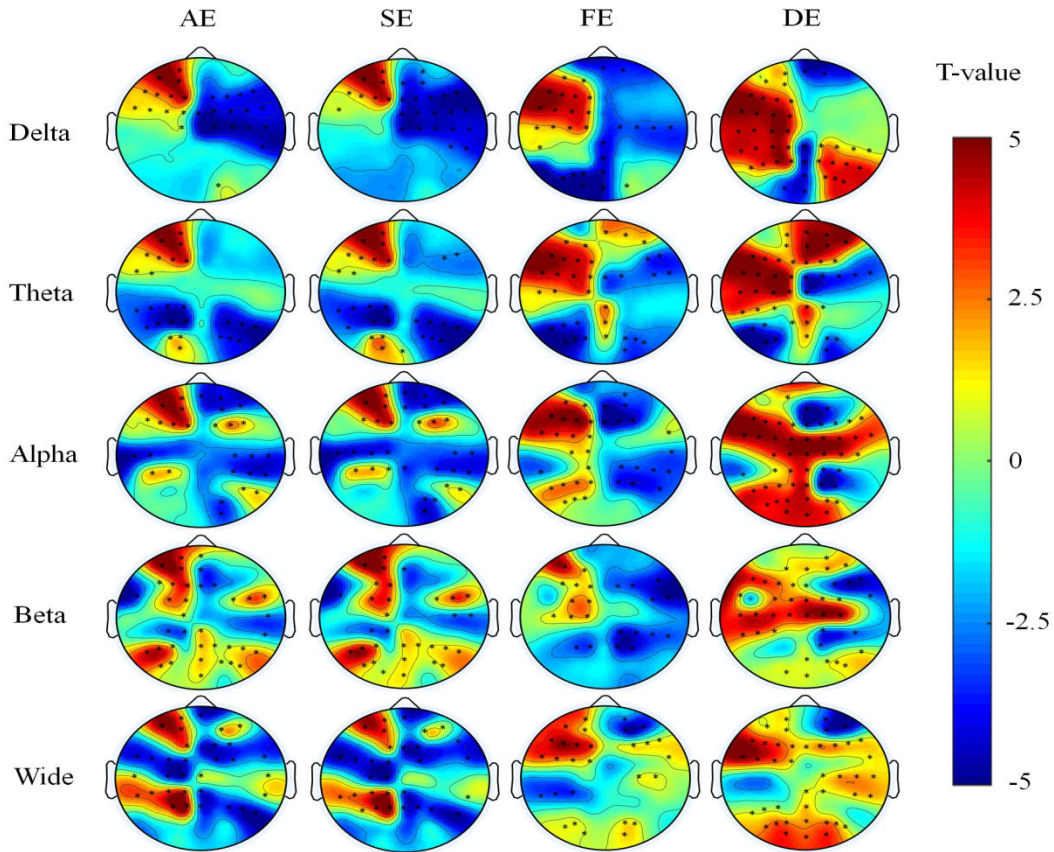 AE SE FE DE
T-value
Delta
5
Theta
2.5
Alpha
0
Beta
-2.5
Wide
-5